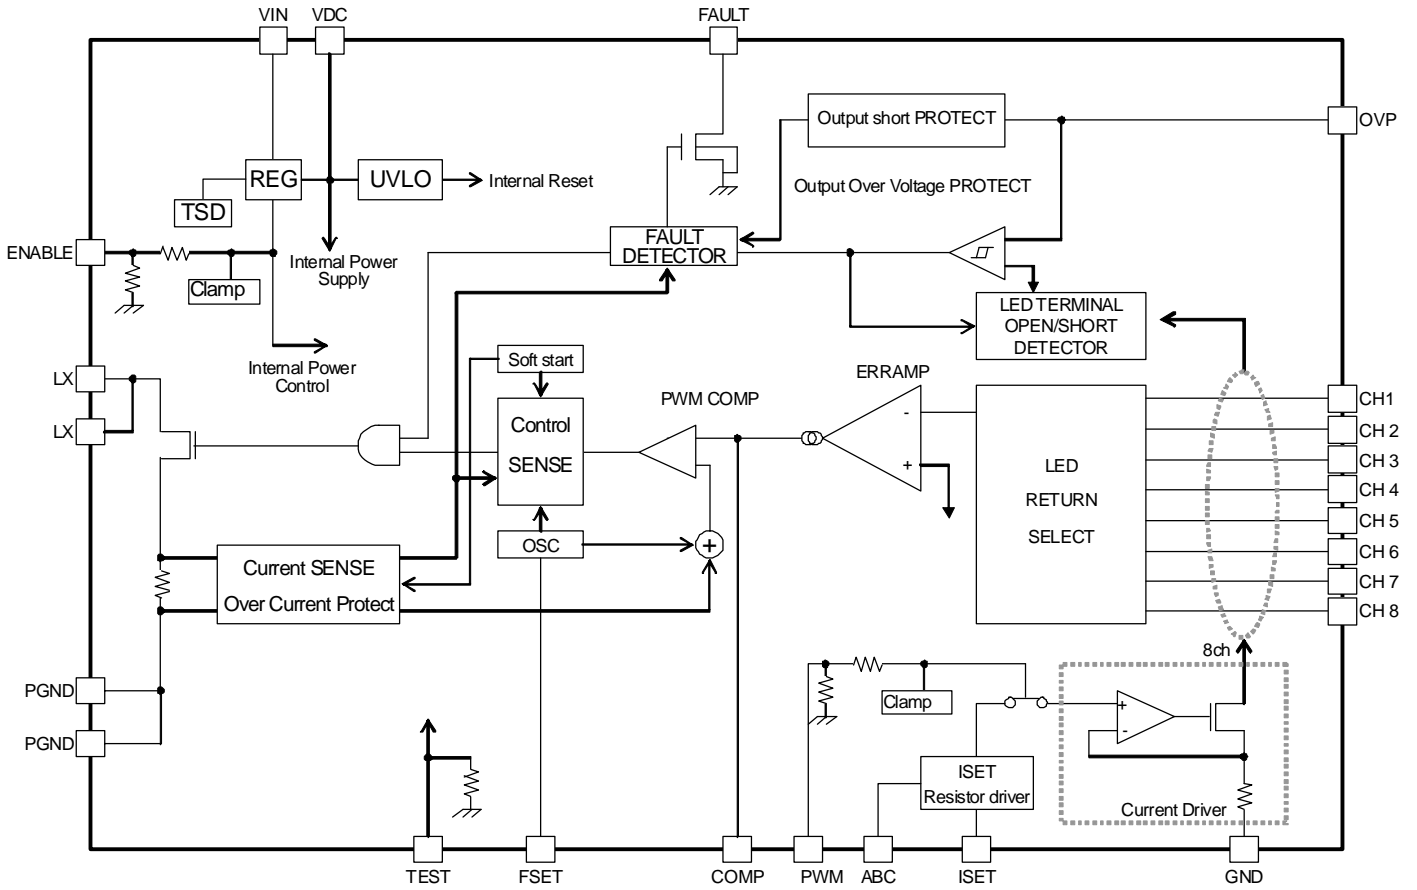 VIN
VDC
FAULT
Output short PROTECT
OVP
REG
UVLO
Internal Reset
Output Over Voltage PROTECT
TSD
FAULT
DETECTOR
ENABLE
Internal Power
Supply
Clamp
LED TERMINAL
OPEN/SHORT
DETECTOR
Internal Power
Control
Soft start
LX
LX
ERRAMP
PWM COMP
Control
SENSE
-
+
LED
RETURN
SELECT
CH1
CH 2
CH 3
CH 4
CH 5
CH 6
CH 7
CH 8
OSC
+
Current SENSE
Over Current Protect
8ch
PGND
PGND
Clamp
+
-
ISET
Resistor driver
Current Driver
TEST
FSET
COMP
PWM
ABC
ISET
GND